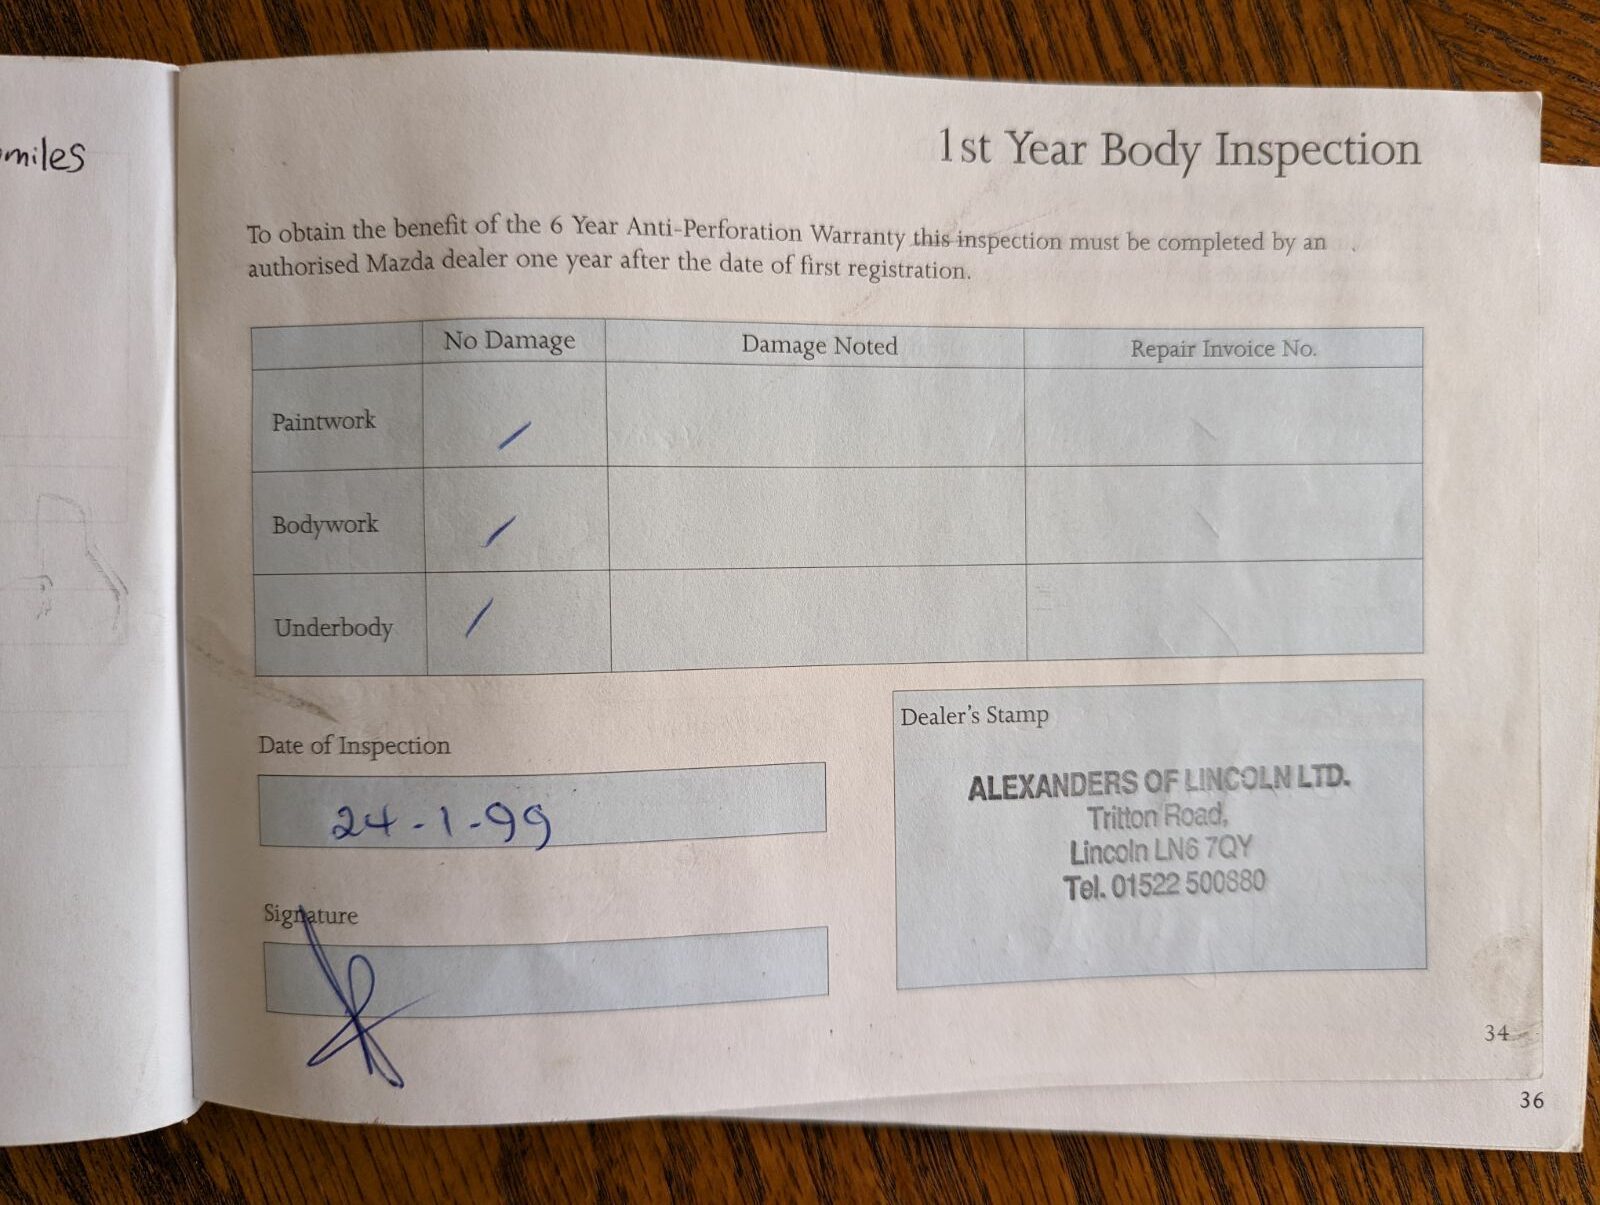 miles
1st Year Body Inspection
To obtain the benefit of the 6 Year Anti-Perforation Warranty this inspection must be completed by an
authorised Mazda dealer one year after the date of first registration.
No Damage Damage Noted Repair Invoice No.
Paintwork
Bodywork
Underbody
Date of Inspection
24-1-99
Signature
Dealer's Stamp
ALEXANDERS OF LINCOLN LTD.
Tritton Road,
Lincoln LN6 7QY
Tel. 01522 500880
34
36